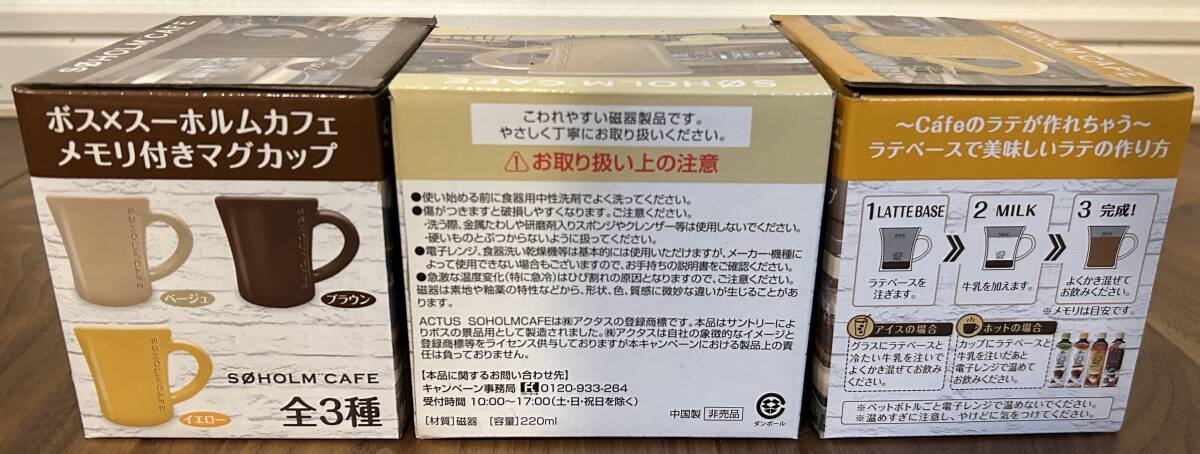 SØHOLM CAFE
ボス×スーホルムカフェ
メモリ付きマグカップ
SØHOLM CAFE
ベージュ
SØHOLM CAFE
ブラウン
SØHOLM CAFE
イエロー
SØHOLM CAFE
全3種
SØHOLM CAFE
こわれやすい磁器製品です。
やさしく丁寧にお取り扱いください。
⚠お取り扱い上の注意
●使い始める前に食器用中性洗剤でよく洗ってください。
●傷がつきますと破損しやすくなります。ご注意ください。
・洗う際、金属たわしや研磨剤入りスポンジやクレンザー等は使用しないでください。
・硬いものとぶつからないように扱ってください。
●電子レンジ、食器洗い乾燥機等は基本的には使用いただけますが、メーカー・機種に
よって使用できない場合もございますので、お手持ちの説明書をご確認ください。
●急激な温度変化(特に急冷)はひび割れの原因となりますので、ご注意ください。
磁器は素地や釉薬の特性などから、形状、色、質感に微妙な違いが生じることがあ
ります。
ACTUS SOHOLMCAFEは㈱アクタスの登録商標です。本品はサントリーによ
りボスの景品用として製造されました。㈱アクタスは自社の象徴的なイメージと
登録商標等をライセンス供与しておりますが本キャンペーンにおける製品上の責
任は負っておりません。
【本品に関するお問い合わせ先】
キャンペーン事務局 0120-933-264
受付時間 10:00〜17:00(土・日・祝日を除く)
[材質]磁器 [容量]220ml
中国製 非売品
ダンボール
SØHOLM CAFE
〜Cáfeのラテが作れちゃう〜
ラテベースで美味しいラテの作り方
1 LATTE BASE
2 MILK
3 完成!
ラテベースを
注ぎます。
牛乳を加えます。
よくかき混ぜて
お飲みください。
※メモリは目安です。
アイスの場合
グラスにラテベースと
冷たい牛乳を注いで
よくかき混ぜてお飲み
ください。
ホットの場合
カップにラテベースと
牛乳を注いだあと
電子レンジで温めて
お飲みください。
※ペットボトルごと電子レンジで温めないでください。
※温めすぎに注意し、やけどに気をつけてください。